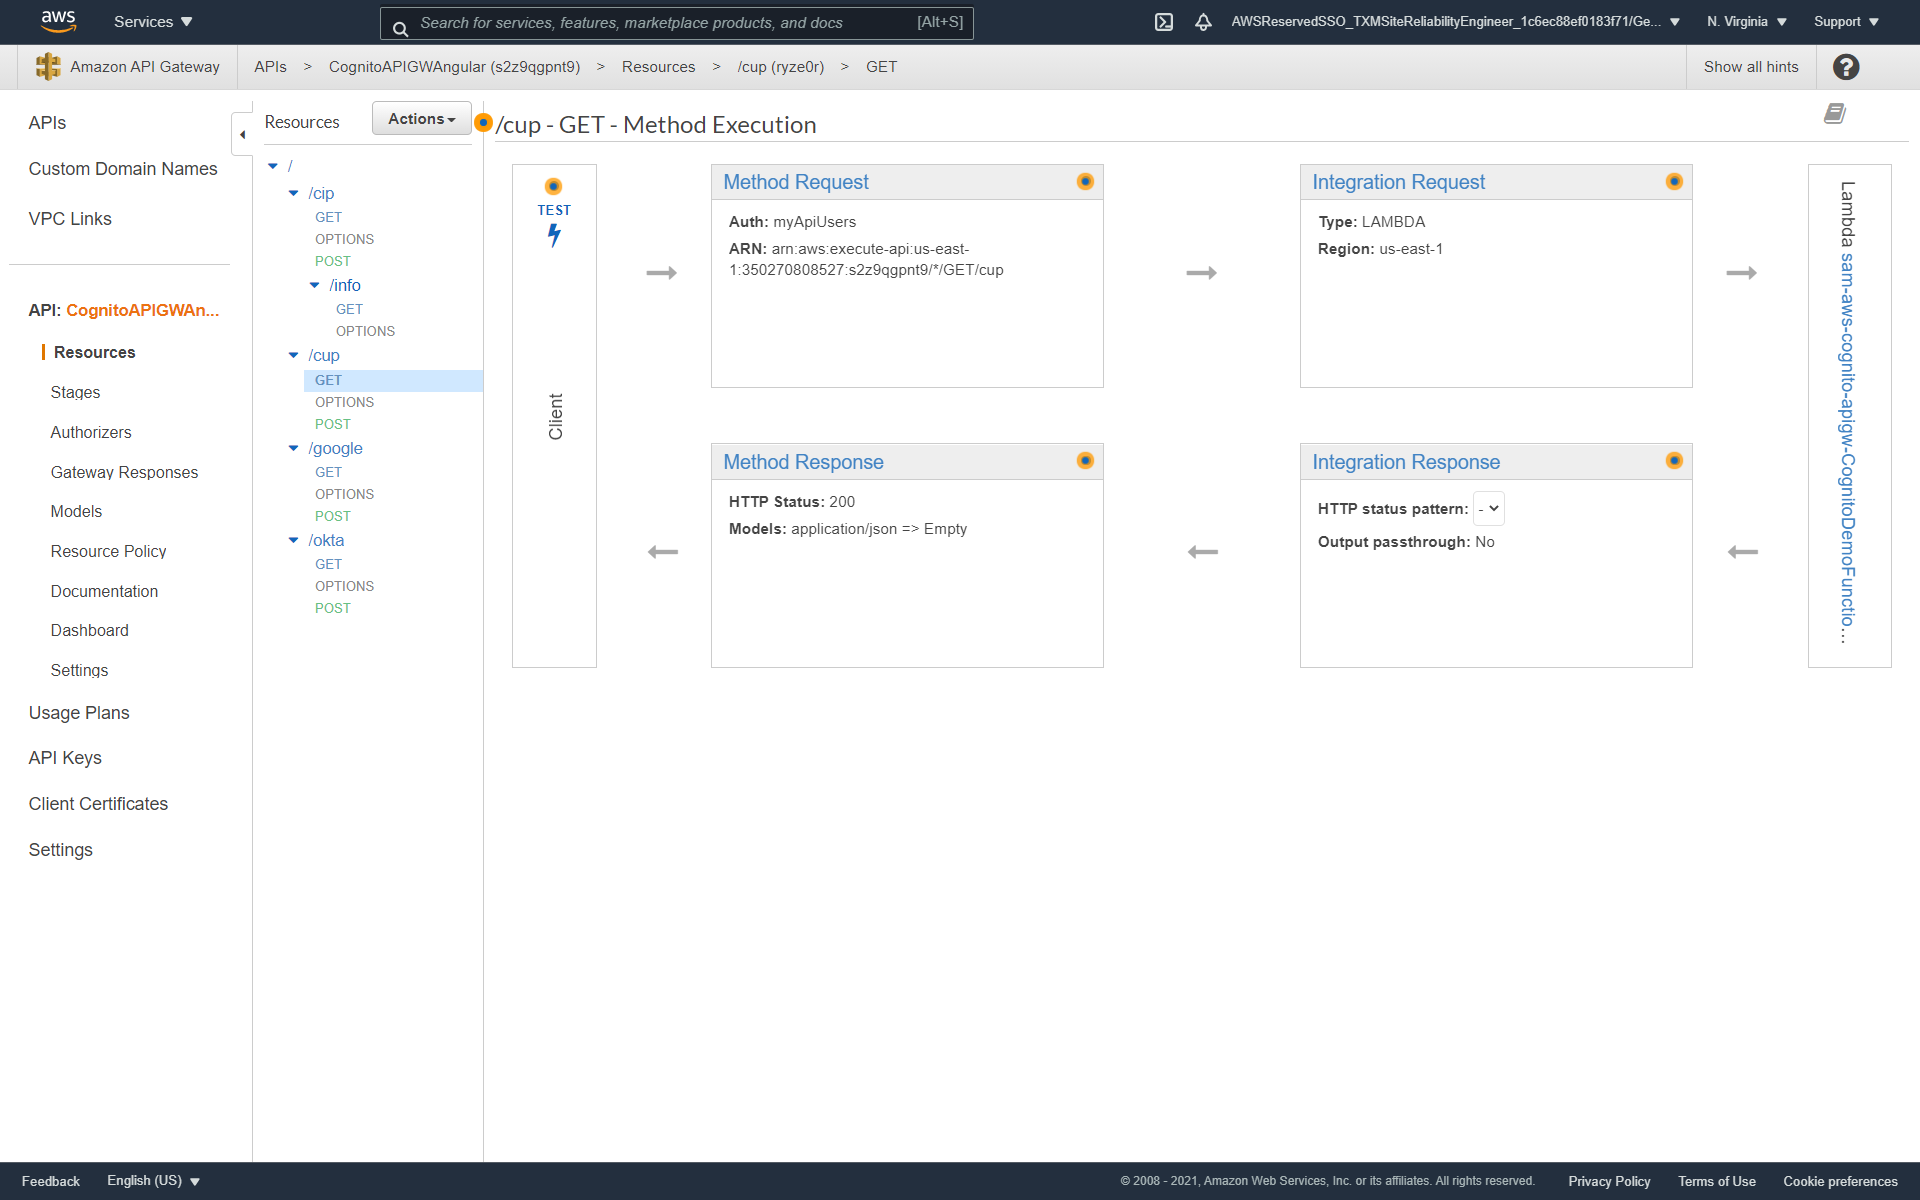 aws
Services
Search for services, features, marketplace products, and docs [Alt+S]
AWSReservedSSO_TXMSiteReliabilityEngineer_1c6ec88ef0183f71/Ge...
N. Virginia
Support
Amazon API Gateway
APIs > CognitoAPIGWAngular (s2z9qgpnt9) > Resources > /cup (ryze0r) > GET
Show all hints
?
APIs
Custom Domain Names
VPC Links
API: CognitoAPIGWAn...
Resources
Stages
Authorizers
Gateway Responses
Models
Resource Policy
Documentation
Dashboard
Settings
Usage Plans
API Keys
Client Certificates
Settings
Resources
Actions
/
/cip
GET
OPTIONS
POST
/info
GET
OPTIONS
/cup
GET
OPTIONS
POST
/google
GET
OPTIONS
POST
/okta
GET
OPTIONS
POST
/cup - GET - Method Execution
TEST
Client
Method Request
Auth: myApiUsers
ARN: arn:aws:execute-api:us-east-
1:350270808527:s2z9qgpnt9/*/GET/cup
Integration Request
Type: LAMBDA
Region: us-east-1
Lambda sam-aws-cognito-apigw-CognitoDemoFunctio...
Method Response
HTTP Status: 200
Models: application/json => Empty
Integration Response
HTTP status pattern: -
Output passthrough: No
Feedback
English (US)
© 2008 - 2021, Amazon Web Services, Inc. or its affiliates. All rights reserved.
Privacy Policy
Terms of Use
Cookie preferences